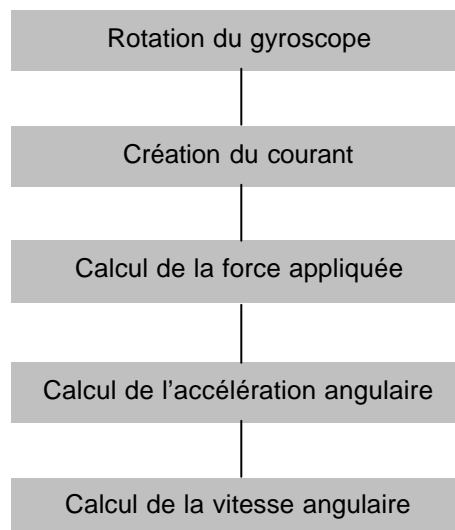 Rotation du gyroscope
Création du courant
Calcul de la force appliquée
Calcul de l'accélération angulaire
Calcul de la vitesse angulaire